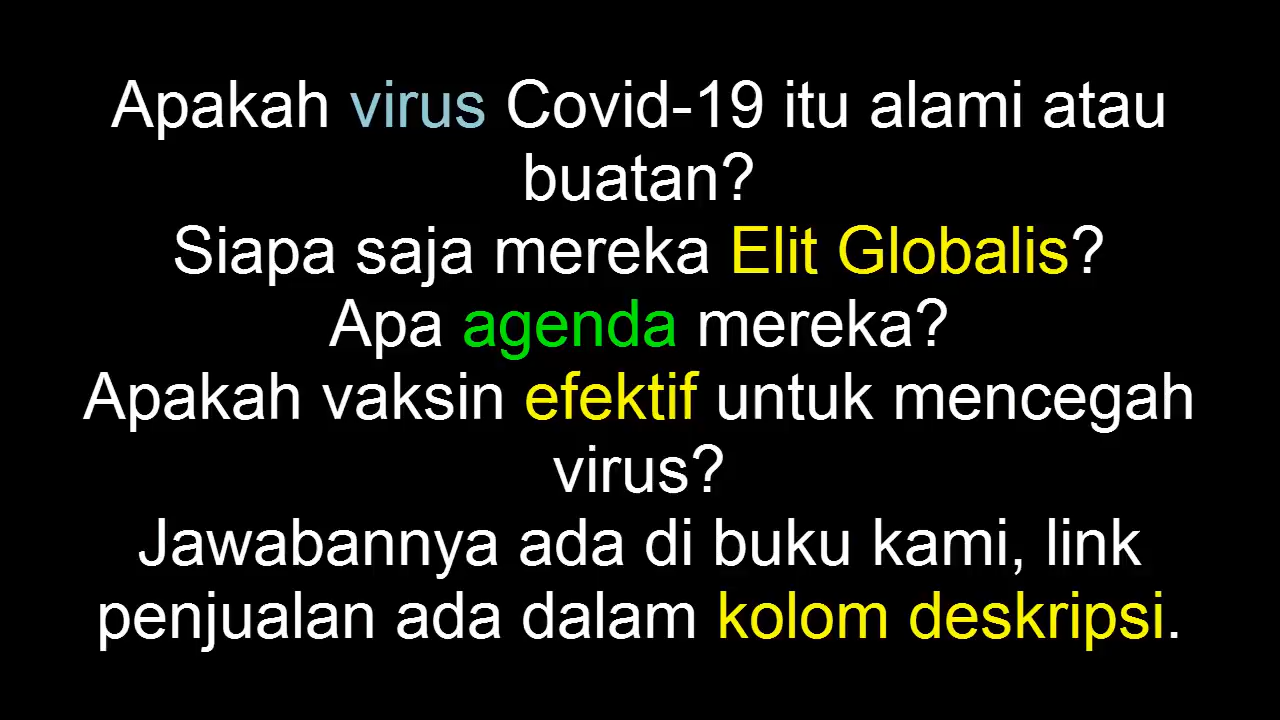 Apakah virus Covid-19 itu alami atau
buatan?
Siapa saja mereka Elit Globalis?
Apa agenda mereka?
Apakah vaksin efektif untuk mencegah
virus?
Jawabannya ada di buku kami, link
penjualan ada dalam kolom deskripsi.